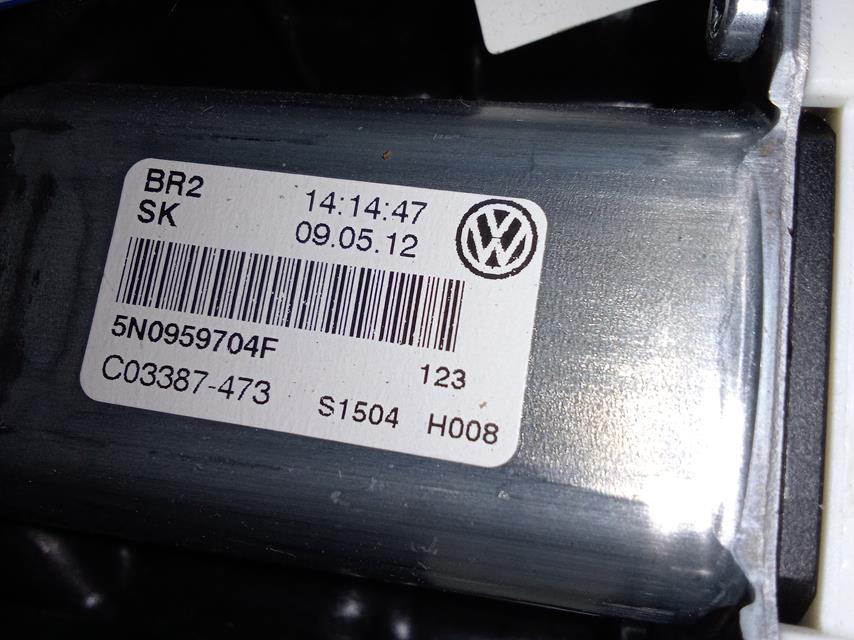 BR2
SK
14:14:47
09.05.12
5N0959704F
123
C03387-473
S1504 H008